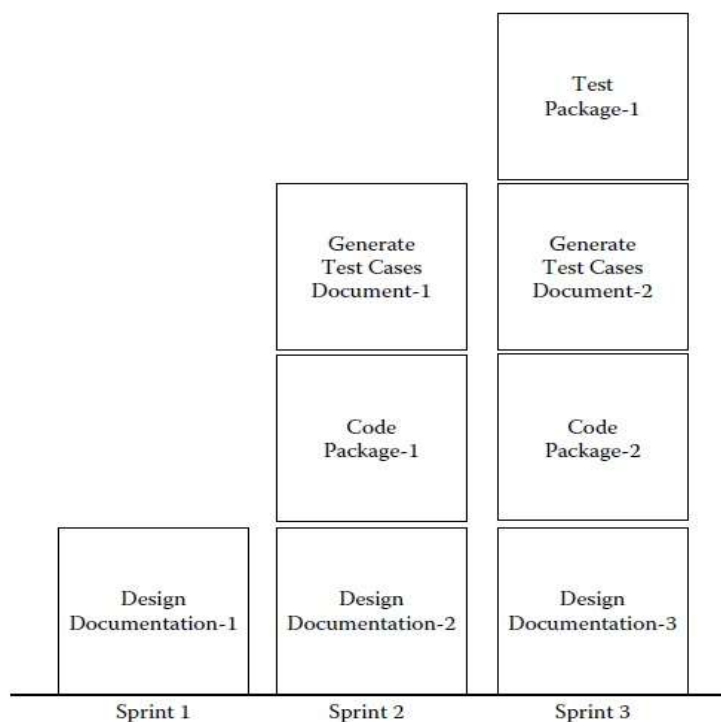 Test
Package-1
Generate
Test Cases
Document-1
Generate
Test Cases
Document-2
Code
Package-1
Code
Package-2
Design
Documentation-1
Design
Documentation-2
Design
Documentation-3
Sprint 1
Sprint 2
Sprint 3